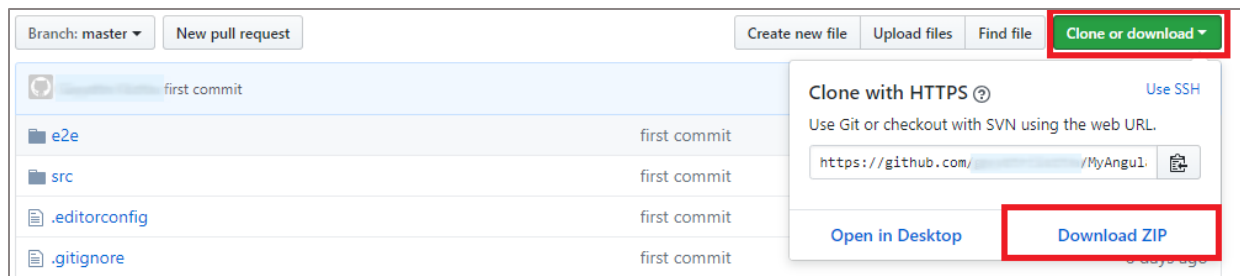 Branch: master New pull request Create new file Upload files Find file Clone or download
first commit
Clone with HTTPS Use SSH
Use Git or checkout with SVN using the web URL.
https://github.com/ /MyAngul
Open in Desktop Download ZIP
e2e first commit
src first commit
.editorconfig first commit
.gitignore first commit days ago